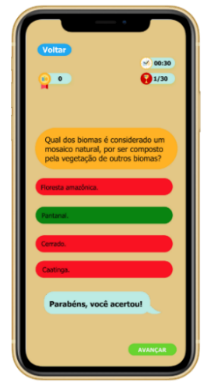 Voltar
00:30
0
1/30
Qual dos biomas é considerado um
mosaico natural, por ser composto
pela vegetação de outros biomas?
Floresta amazônica.
Pantanal.
Cerrado.
Caatinga.
Parabéns, você acertou!
AVANÇAR